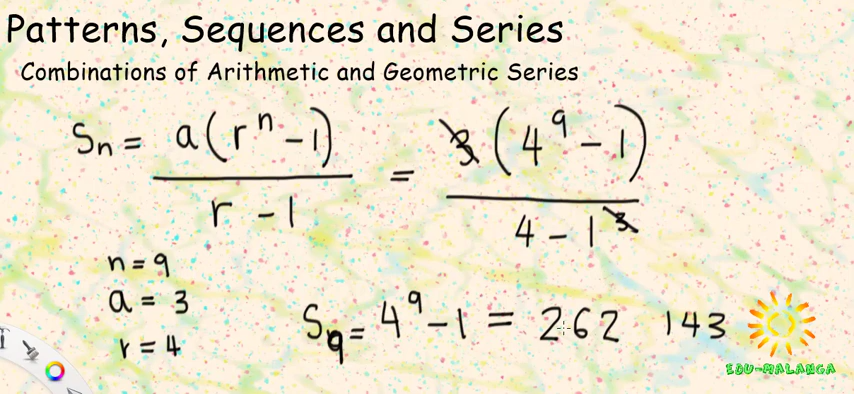 Patterns, Sequences and Series
Combinations of Arithmetic and Geometric Series
Sn = a(r^n - 1) / r - 1 = 3(4^9 - 1) / 4 - 1 3
n = 9
a = 3
r = 4
S9 = 4^9 - 1 = 262 143
EDU-MALANGA